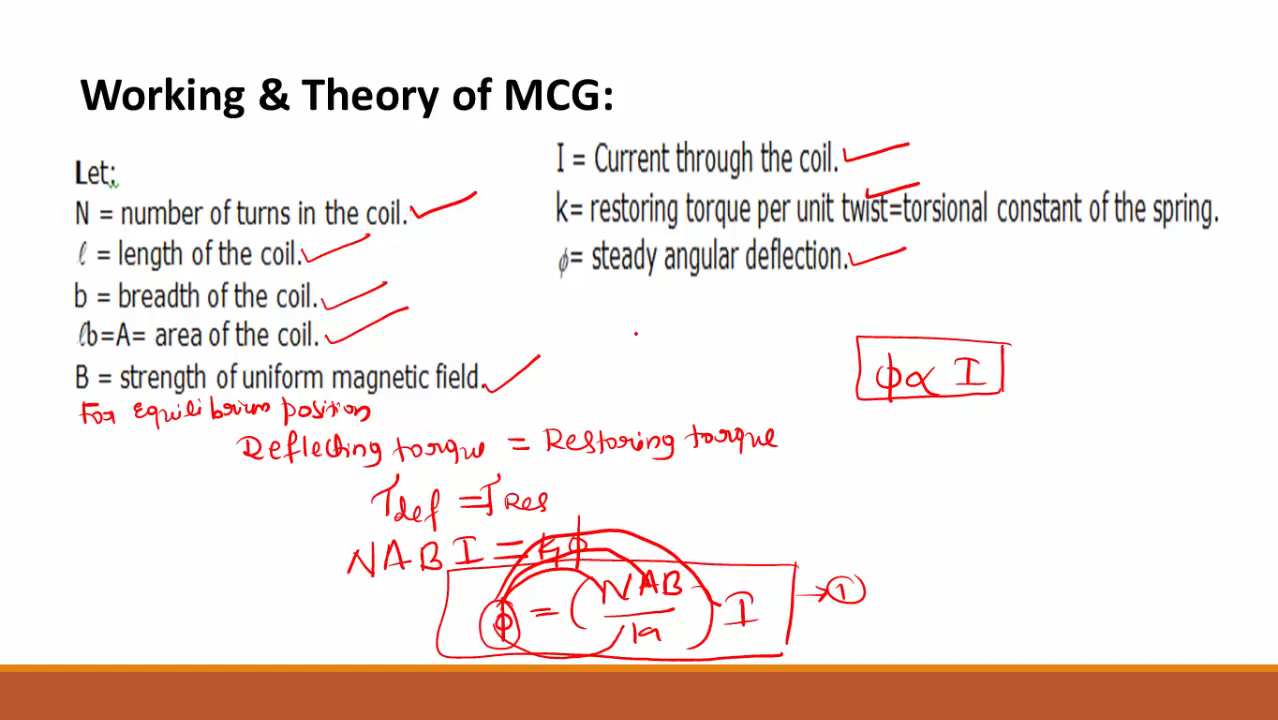 Working & Theory of MCG:
Let;
N = number of turns in the coil.
ℓ = length of the coil.
b = breadth of the coil.
ℓb=A= area of the coil.
B = strength of uniform magnetic field.
I = Current through the coil.
k= restoring torque per unit twist=torsional constant of the spring.
ϕ= steady angular deflection.
ϕ∝ I
For equilibrium position
Deflecting torque = Restoring torque
τdef = τRes
NABI = kϕ
ϕ = (NAB/k) I → ①